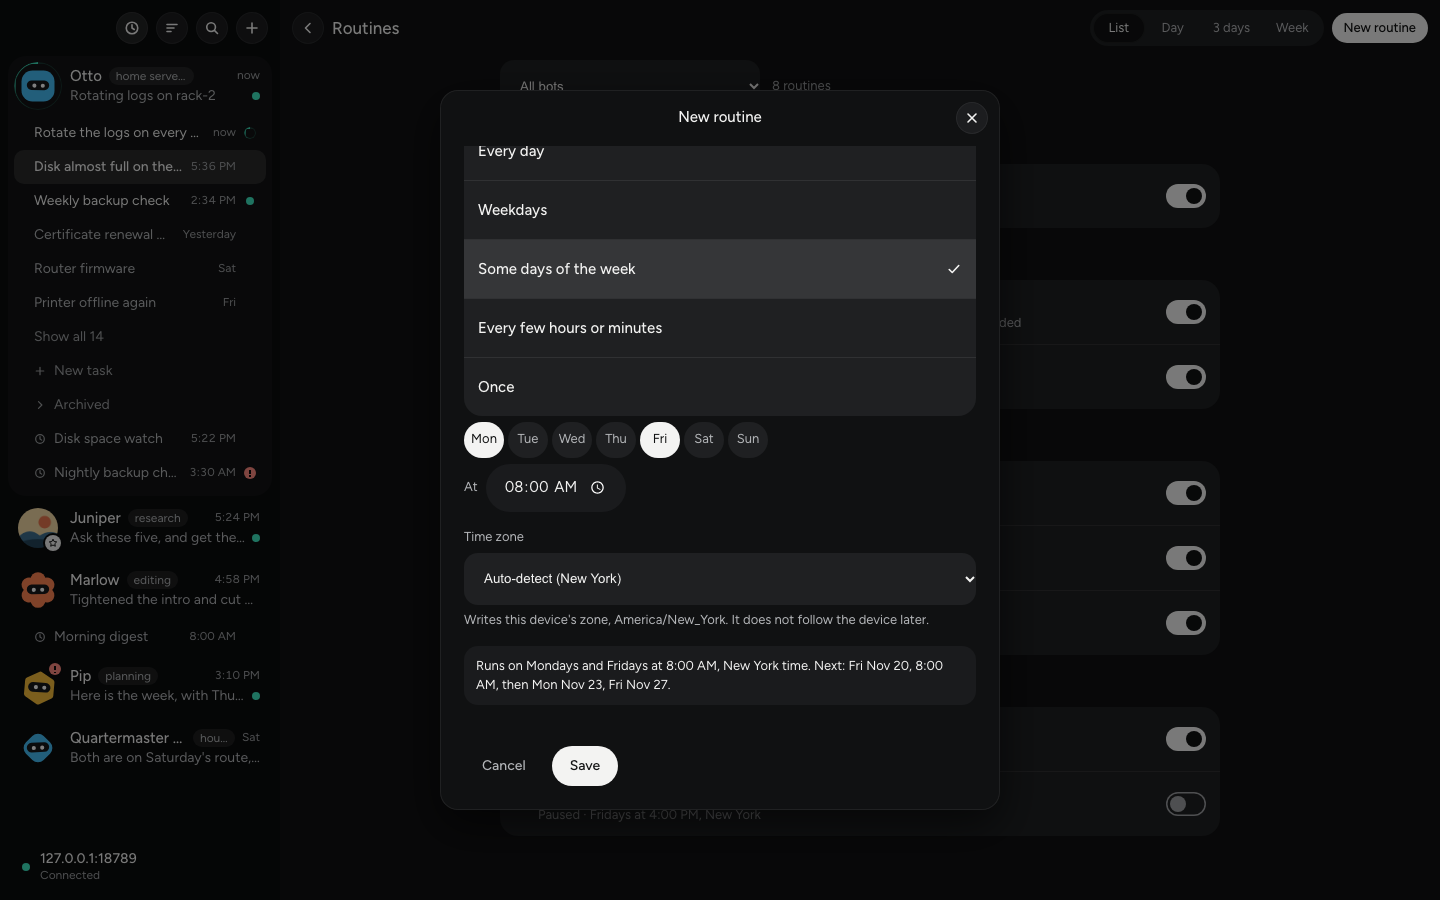 Routines
List
Day
3 days
Week
New routine
Otto
home serve...
now
Rotating logs on rack-2
Rotate the logs on every ...
now
Disk almost full on the...
5:36 PM
Weekly backup check
2:34 PM
Certificate renewal ...
Yesterday
Router firmware
Sat
Printer offline again
Fri
Show all 14
New task
Archived
Disk space watch
5:22 PM
Nightly backup ch...
3:30 AM
Juniper
research
5:24 PM
Ask these five, and get the...
Marlow
editing
4:58 PM
Tightened the intro and cut ...
Morning digest
8:00 AM
Pip
planning
3:10 PM
Here is the week, with Thu...
Quartermaster ...
hou...
Sat
Both are on Saturday's route,...
127.0.0.1:18789
Connected
All bots
8 routines
New routine
Every day
Weekdays
Some days of the week
Every few hours or minutes
Once
Mon
Tue
Wed
Thu
Fri
Sat
Sun
At
08:00 AM
Time zone
Auto-detect (New York)
Writes this device's zone, America/New_York. It does not follow the device later.
Runs on Mondays and Fridays at 8:00 AM, New York time. Next: Fri Nov 20, 8:00
AM, then Mon Nov 23, Fri Nov 27.
Cancel
Save
ded
Paused · Fridays at 4:00 PM, New York